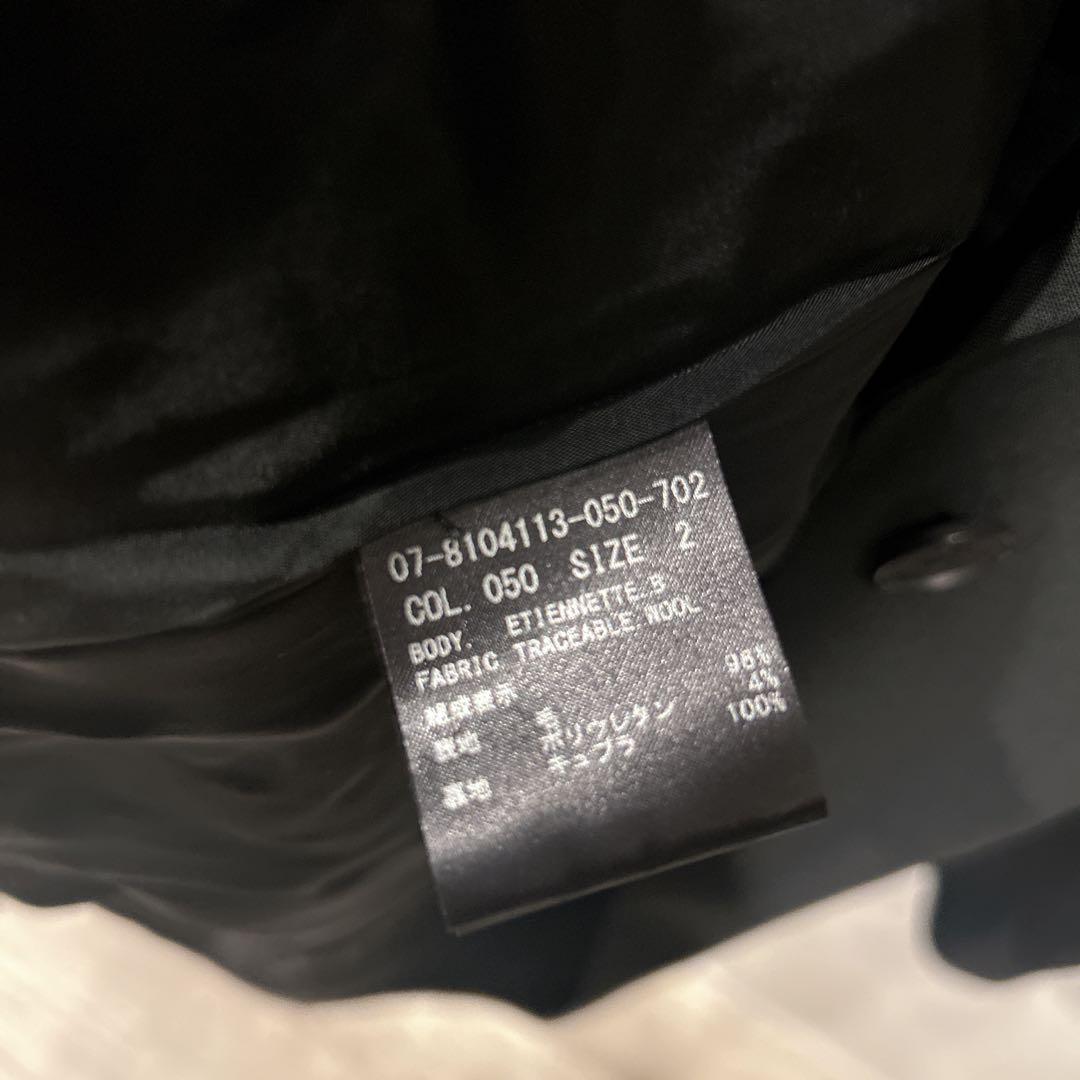 07-8104113-050-702
COL. 050 SIZE 2
BODY. ETIENNETTE.B
FABRIC TRACEABLE WOOL
組成表示
表地 毛 96%
ポリウレタン 4%
裏地 キュプラ 100%